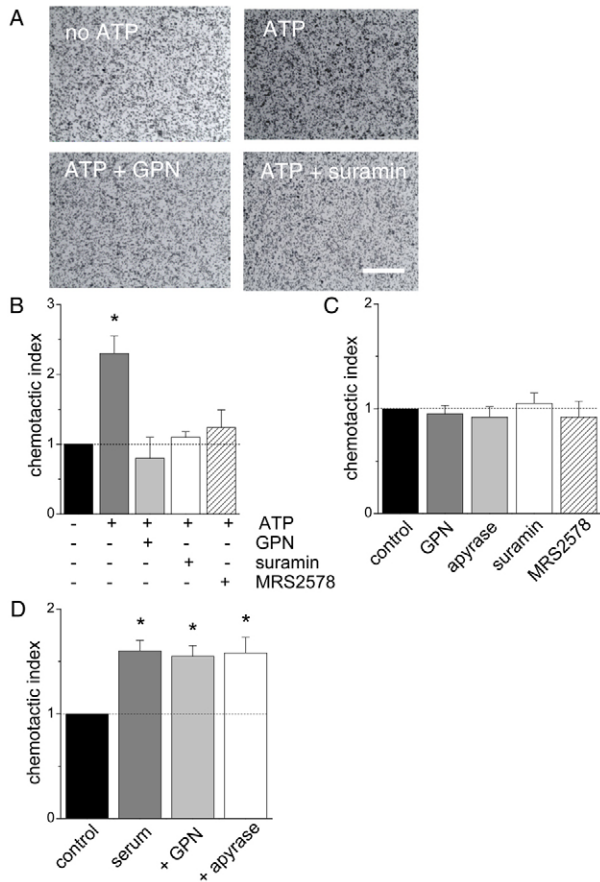 A
no ATP
ATP
ATP + GPN
ATP + suramin
B
3
2
1
0
chemotactic index
*
- + + + + ATP
- - + - - GPN
- - - + - suramin
- - - - + MRS2578
C
2
1
0
chemotactic index
control
GPN
apyrase
suramin
MRS2578
D
2
1
0
chemotactic index
* * *
control
serum
+ GPN
+ apyrase